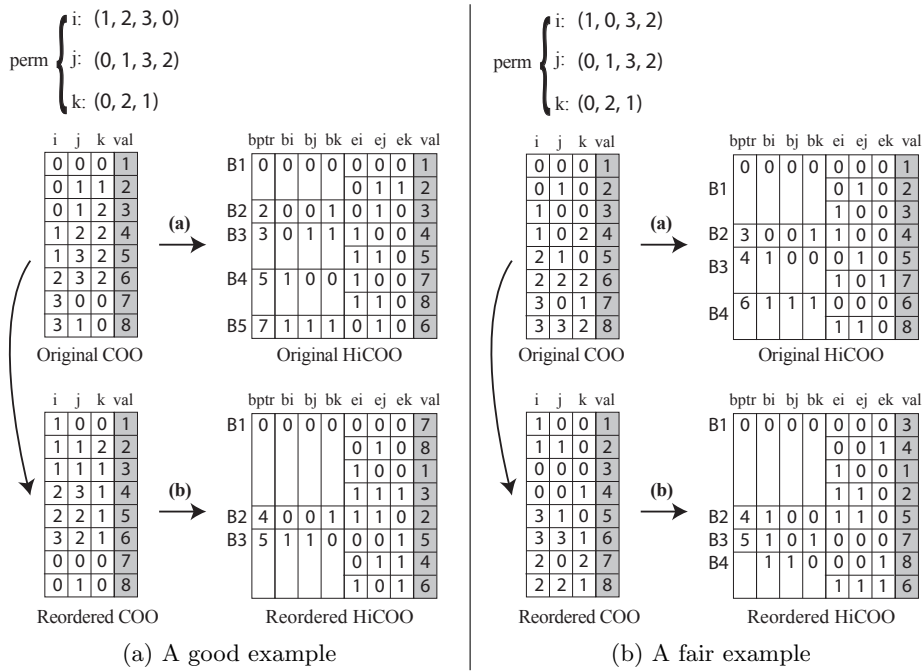 perm
i: (1, 2, 3, 0)
j: (0, 1, 3, 2)
k: (0, 2, 1)
i j k val
0 0 0 1
0 1 1 2
0 1 2 3
1 2 2 4
1 3 2 5
2 3 2 6
3 0 0 7
3 1 0 8
Original COO
(a)
bptr bi bj bk ei ej ek val
B1 0 0 0 0 0 0 0 1
0 1 1 2
B2 2 0 0 1 0 1 0 3
B3 3 0 1 1 1 0 0 4
1 1 0 5
B4 5 1 0 0 1 0 0 7
1 1 0 8
B5 7 1 1 1 0 1 0 6
Original HiCOO
i j k val
1 0 0 1
1 1 2 2
1 1 1 3
2 3 1 4
2 2 1 5
3 2 1 6
0 0 0 7
0 1 0 8
Reordered COO
(b)
bptr bi bj bk ei ej ek val
B1 0 0 0 0 0 0 0 7
0 1 0 8
1 0 0 1
1 1 1 3
B2 4 0 0 1 1 1 0 2
B3 5 1 1 0 0 0 1 5
0 1 1 4
1 0 1 6
Reordered HiCOO
(a) A good example
perm
i: (1, 0, 3, 2)
j: (0, 1, 3, 2)
k: (0, 2, 1)
i j k val
0 0 0 1
0 1 0 2
1 0 0 3
1 0 2 4
2 1 0 5
2 2 2 6
3 0 1 7
3 3 2 8
Original COO
(a)
bptr bi bj bk ei ej ek val
0 0 0 0 0 0 0 1
B1 0 1 0 2
1 0 0 3
B2 3 0 0 1 1 0 0 4
B3 4 1 0 0 0 1 0 5
1 0 1 7
B4 6 1 1 1 0 0 0 6
1 1 0 8
Original HiCOO
i j k val
1 0 0 1
1 1 0 2
0 0 0 3
0 0 1 4
3 1 0 5
3 3 1 6
2 0 2 7
2 2 1 8
Reordered COO
(b)
bptr bi bj bk ei ej ek val
B1 0 0 0 0 0 0 0 3
0 0 1 4
1 0 0 1
1 1 0 2
B2 4 1 0 0 1 1 0 5
B3 5 1 0 1 0 0 0 7
B4 1 1 0 0 0 1 8
1 1 1 6
Reordered HiCOO
(b) A fair example